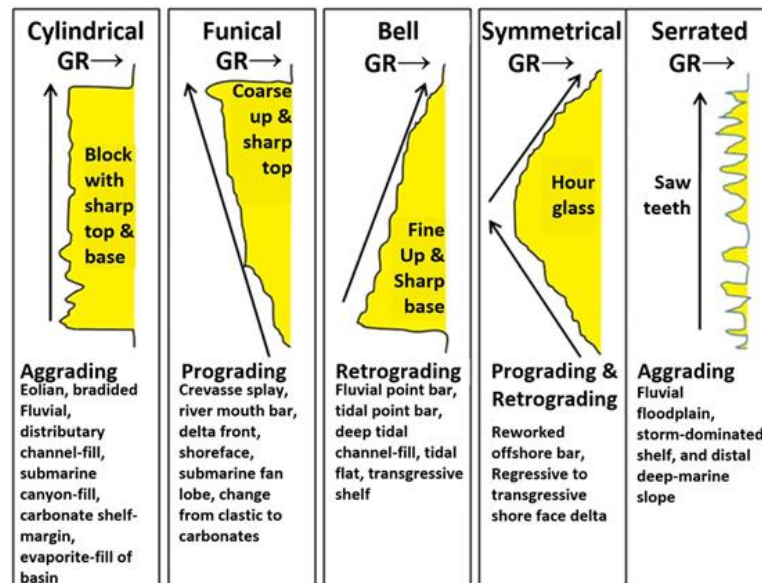 Cylindrical
GR→
Block
with
sharp
top &
base
Aggrading
Eolian, bradided
Fluvial,
distributary
channel-fill,
submarine
canyon-fill,
carbonate shelf-
margin,
evaporite-fill of
basin
Funical
GR→
Coarse
up &
sharp
top
Prograding
Crevasse splay,
river mouth bar,
delta front,
shoreface,
submarine fan
lobe, change
from clastic to
carbonates
Bell
GR→
Fine
Up &
Sharp
base
Retrograding
Fluvial point bar,
tidal point bar,
deep tidal
channel-fill, tidal
flat, transgressive
shelf
Symmetrical
GR→
Hour
glass
Prograding &
Retrograding
Reworked
offshore bar,
Regressive to
transgressive
shore face delta
Serrated
GR→
Saw
teeth
Aggrading
Fluvial
floodplain,
storm-dominated
shelf, and distal
deep-marine
slope